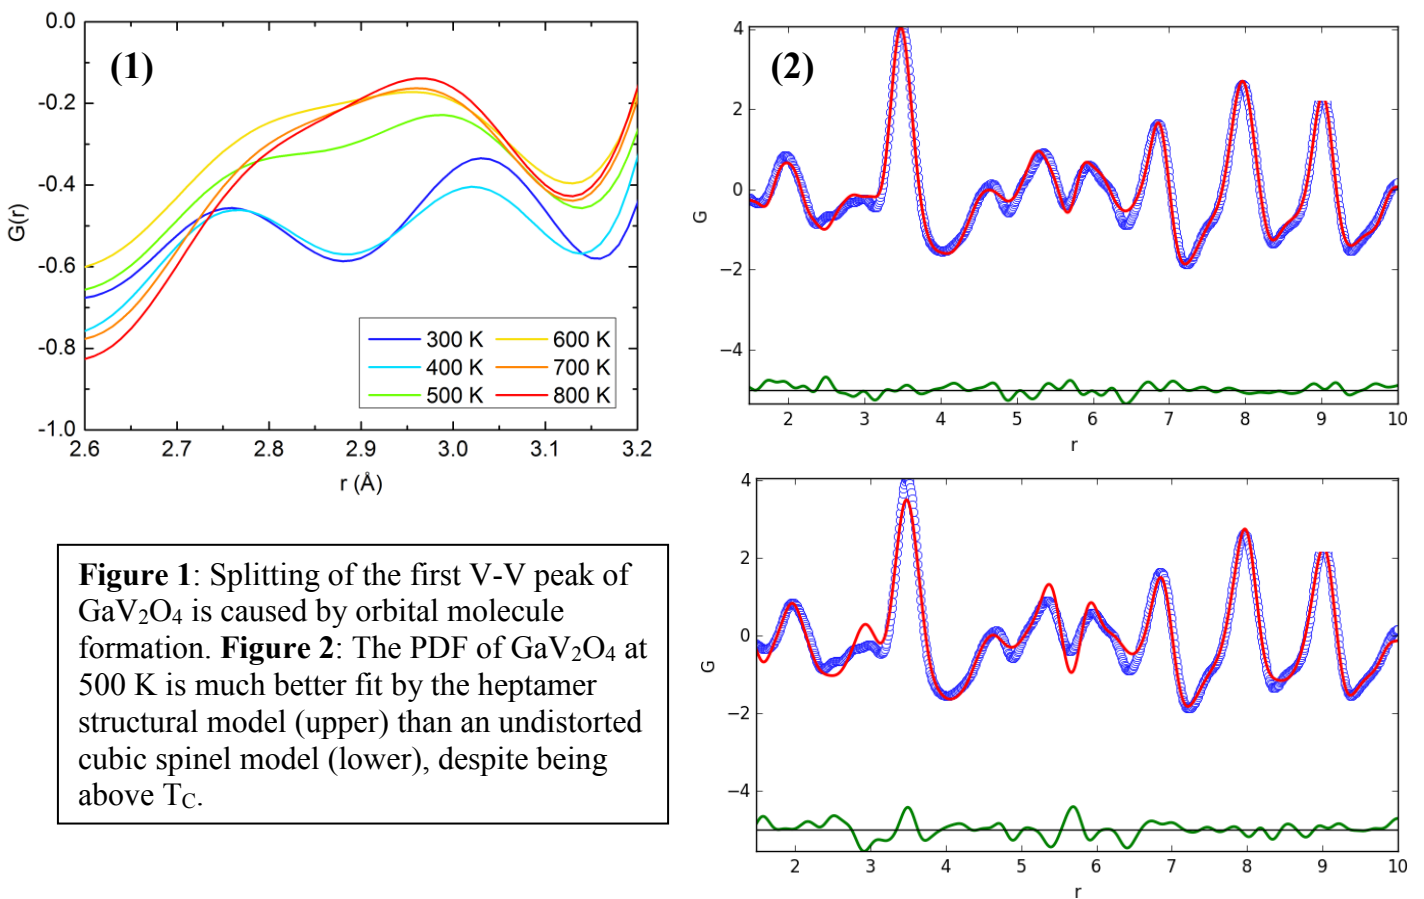 (1)
0.0
-0.2
-0.4
-0.6
-0.8
-1.0
G(r)
2.6 2.7 2.8 2.9 3.0 3.1 3.2
r (Å)
300 K 600 K
400 K 700 K
500 K 800 K
(2)
4
2
0
−2
−4
G
2 3 4 5 6 7 8 9 10
r
4
2
0
−2
−4
G
2 3 4 5 6 7 8 9 10
r
Figure 1: Splitting of the first V-V peak of
GaV₂O₄ is caused by orbital molecule
formation. Figure 2: The PDF of GaV₂O₄ at
500 K is much better fit by the heptamer
structural model (upper) than an undistorted
cubic spinel model (lower), despite being
above T_C.